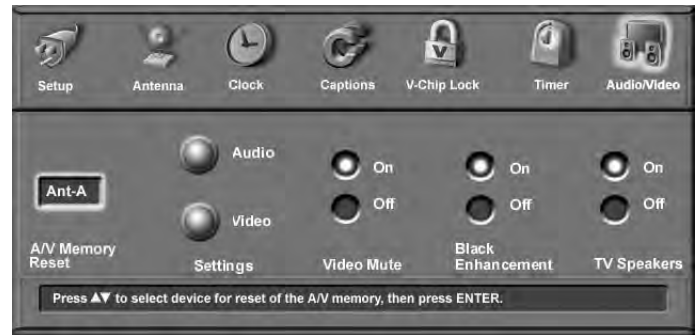 Setup
Antenna
Clock
Captions
V-Chip Lock
Timer
Audio/Video
V
Ant-A
A/V Memory
Reset
Audio
Video
Settings
On
Off
Video Mute
On
Off
Black
Enhancement
On
Off
TV Speakers
Press ▲▼ to select device for reset of the A/V memory, then press ENTER.